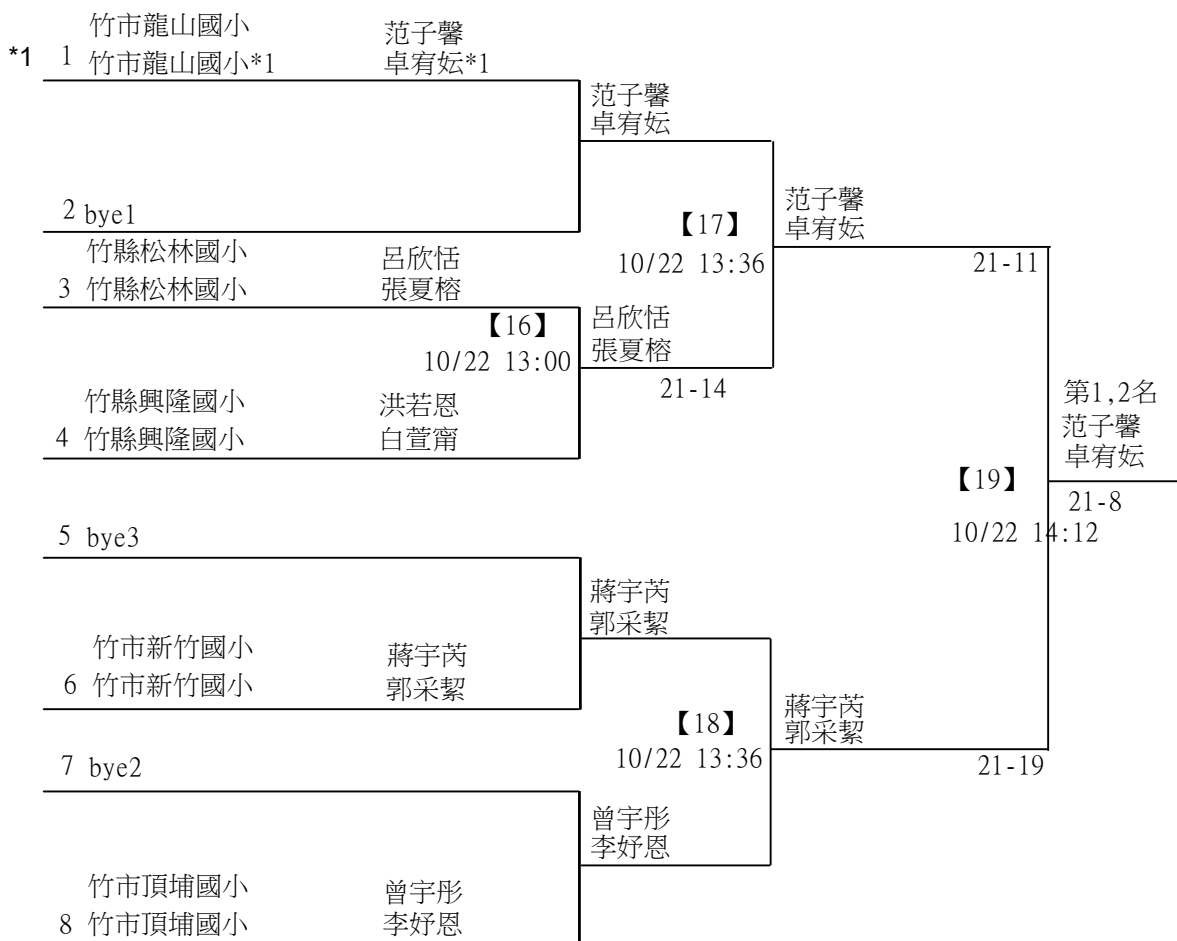 竹市龍山國小 范子馨
*1 1 竹市龍山國小*1 卓宥妘*1
范子馨
卓宥妘
2 bye1
【17】
10/22 13:36
范子馨
卓宥妘
21-11
竹縣松林國小 呂欣恬
3 竹縣松林國小 張夏榕
【16】
10/22 13:00
呂欣恬
張夏榕
21-14
竹縣興隆國小 洪若恩
4 竹縣興隆國小 白萱甯
第1,2名
范子馨
卓宥妘
【19】
21-8
10/22 14:12
5 bye3
蔣宇芮
郭采絜
竹市新竹國小 蔣宇芮
6 竹市新竹國小 郭采絜
【18】
10/22 13:36
蔣宇芮
郭采絜
21-19
7 bye2
曾宇彤
李妤恩
竹市頂埔國小 曾宇彤
8 竹市頂埔國小 李妤恩